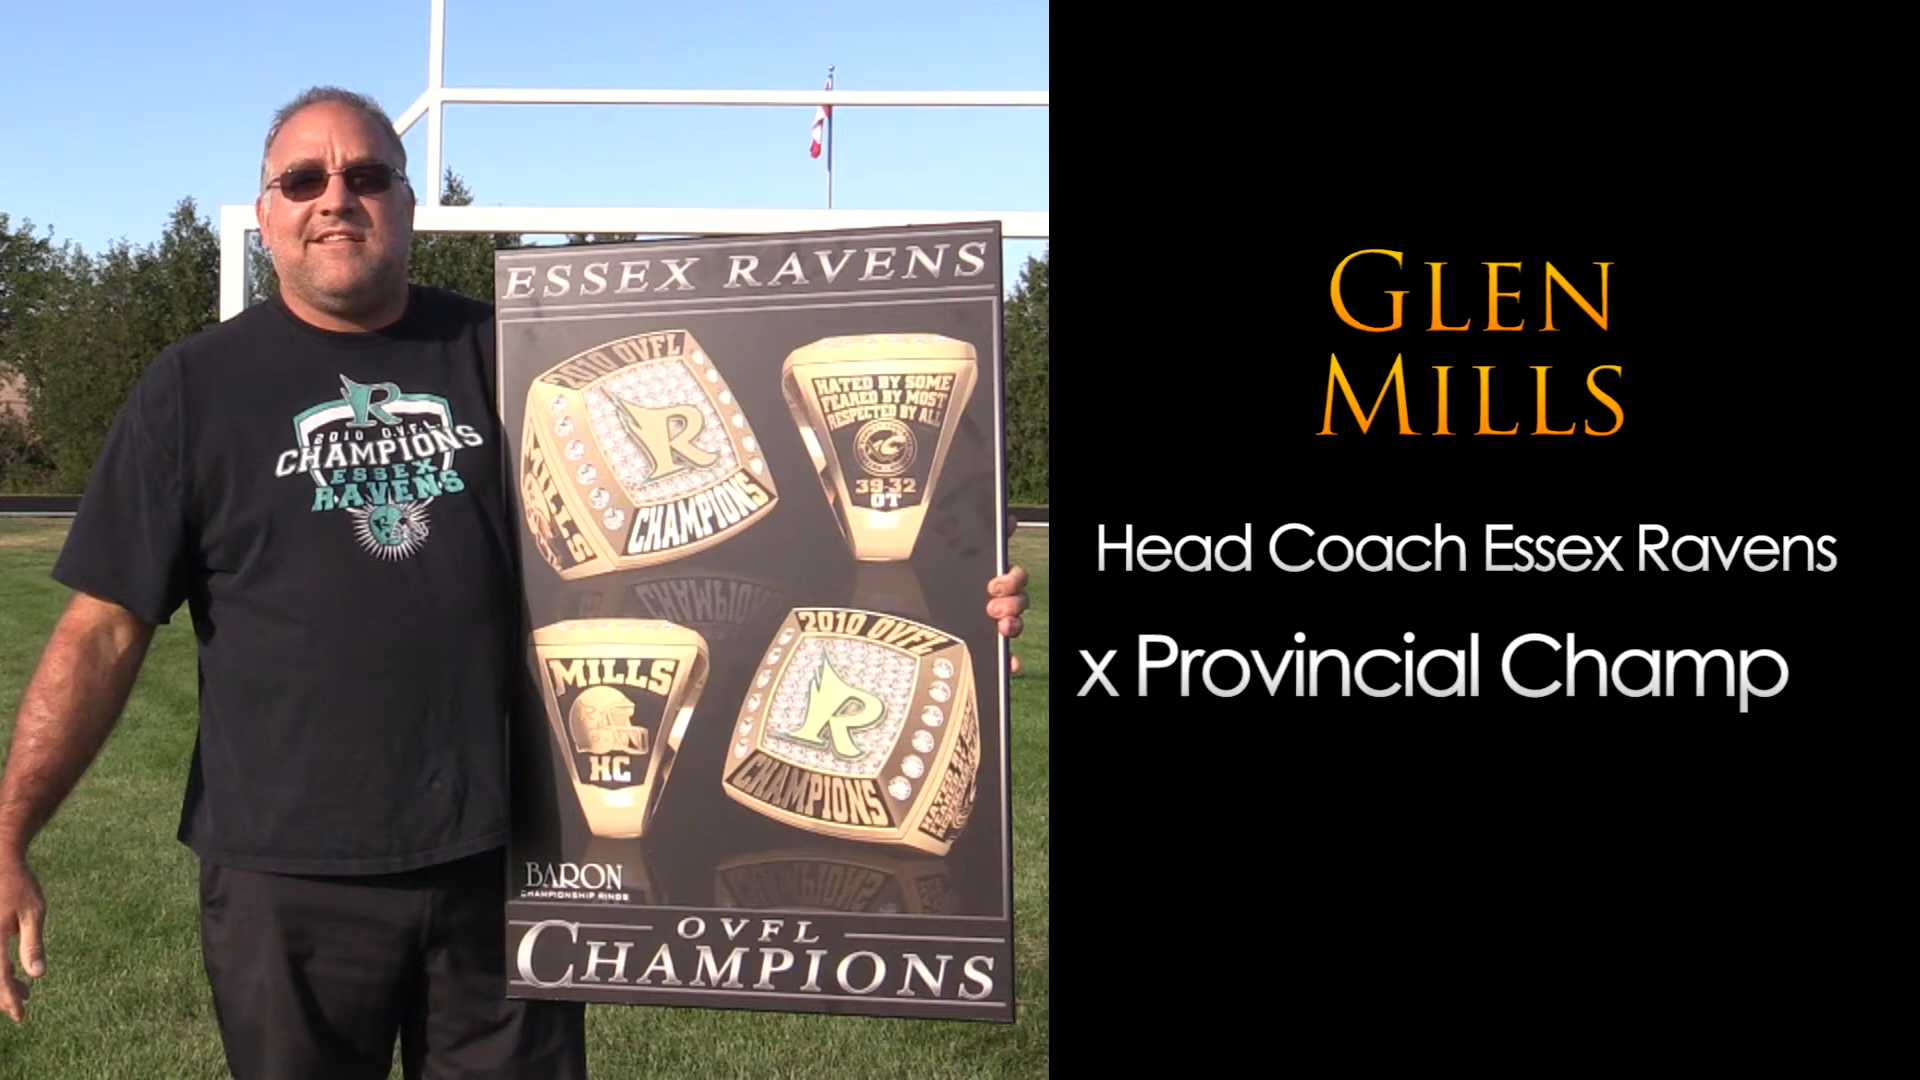 ESSEX RAVENS
2010 OVFL
R
CHAMPIONS
MILLS
HATED BY SOME
FEARED BY MOST
RESPECTED BY ALL
39-32
OT
R
2010 O.V.F.L.
CHAMPIONS
ESSEX
RAVENS
MILLS
HC
2010 OVFL
R
CHAMPIONS
BARON
CHAMPIONSHIP RINGS
OVFL
CHAMPIONS
GLEN
MILLS
Head Coach Essex Ravens
x Provincial Champ